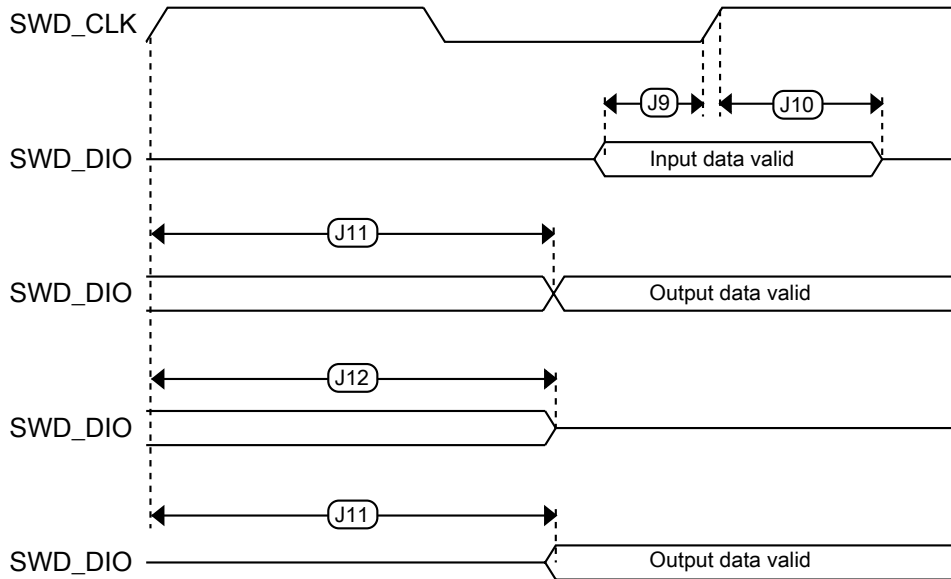 SWD_CLK
J9
J10
SWD_DIO
Input data valid
J11
SWD_DIO
Output data valid
J12
SWD_DIO
J11
SWD_DIO
Output data valid